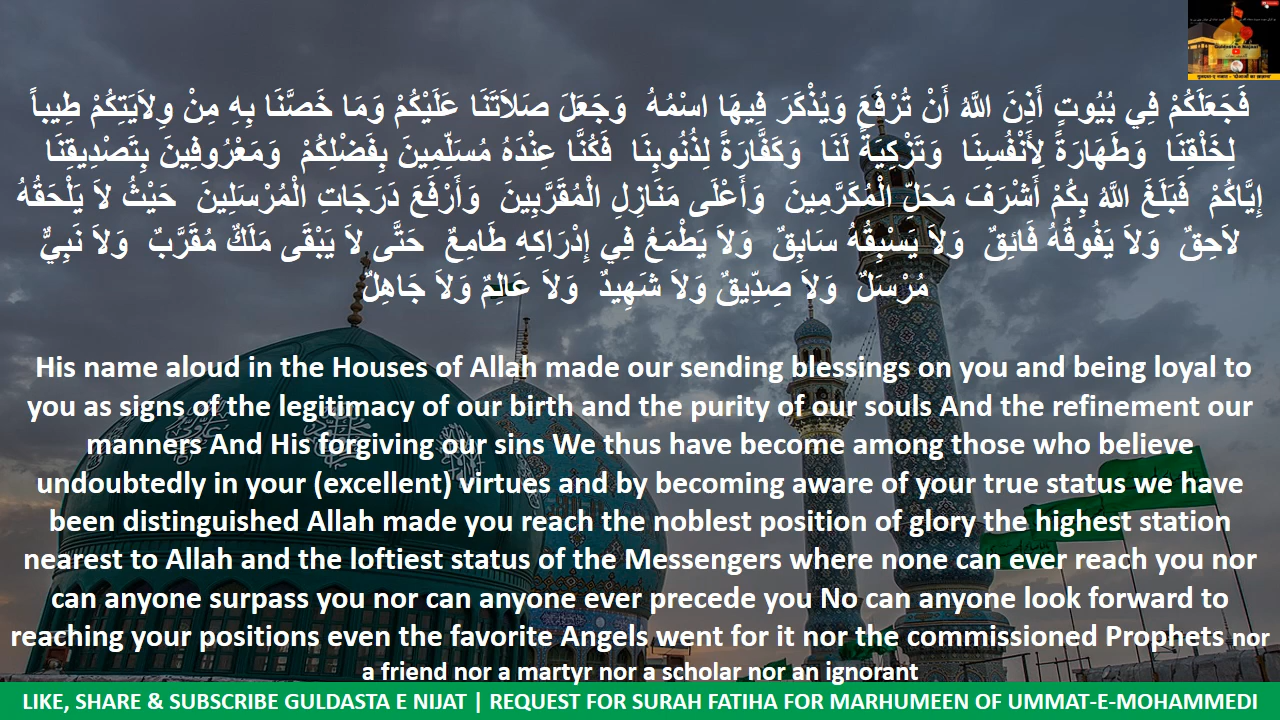 فَجَعَلَكُمْ فِي بُيُوتٍ أَذِنَ اللَّهُ أَنْ تُرْفَعَ وَيُذْكَرَ فِيهَا اسْمُهُ وَجَعَلَ صَلاَتَنَا عَلَيْكُمْ وَمَا خَصَّنَا بِهِ مِنْ وِلاَيَتِكُمْ طِيباً
لِخَلْقِنَا وَطَهَارَةً لِأَنْفُسِنَا وَتَزْكِيَةً لَنَا وَكَفَّارَةً لِذُنُوبِنَا فَكُنَّا عِنْدَهُ مُسَلِّمِينَ بِفَضْلِكُمْ وَمَعْرُوفِينَ بِتَصْدِيقِنَا
إِيَّاكُمْ فَبَلَغَ اللَّهُ بِكُمْ أَشْرَفَ مَحَلِّ الْمُكَرَّمِينَ وَأَعْلَى مَنَازِلِ الْمُقَرَّبِينَ وَأَرْفَعَ دَرَجَاتِ الْمُرْسَلِينَ حَيْثُ لاَ يَلْحَقُهُ
لاَحِقٌ وَلاَ يَفُوقُهُ فَائِقٌ وَلاَ يَسْبِقُهُ سَابِقٌ وَلاَ يَطْمَعُ فِي إِدْرَاكِهِ طَامِعٌ حَتَّى لاَ يَبْقَى مَلَكٌ مُقَرَّبٌ وَلاَ نَبِيٌّ
مُرْسَلٌ وَلاَ صِدِّيقٌ وَلاَ شَهِيدٌ وَلاَ عَالِمٌ وَلاَ جَاهِلٌ
His name aloud in the Houses of Allah made our sending blessings on you and being loyal to
you as signs of the legitimacy of our birth and the purity of our souls And the refinement our
manners And His forgiving our sins We thus have become among those who believe
undoubtedly in your (excellent) virtues and by becoming aware of your true status we have
been distinguished Allah made you reach the noblest position of glory the highest station
nearest to Allah and the loftiest status of the Messengers where none can ever reach you nor
can anyone surpass you nor can anyone ever precede you No can anyone look forward to
reaching your positions even the favorite Angels went for it nor the commissioned Prophets nor
a friend nor a martyr nor a scholar nor an ignorant
LIKE, SHARE & SUBSCRIBE GULDASTA E NIJAT | REQUEST FOR SURAH FATIHA FOR MARHUMEEN OF UMMAT-E-MOHAMMEDI